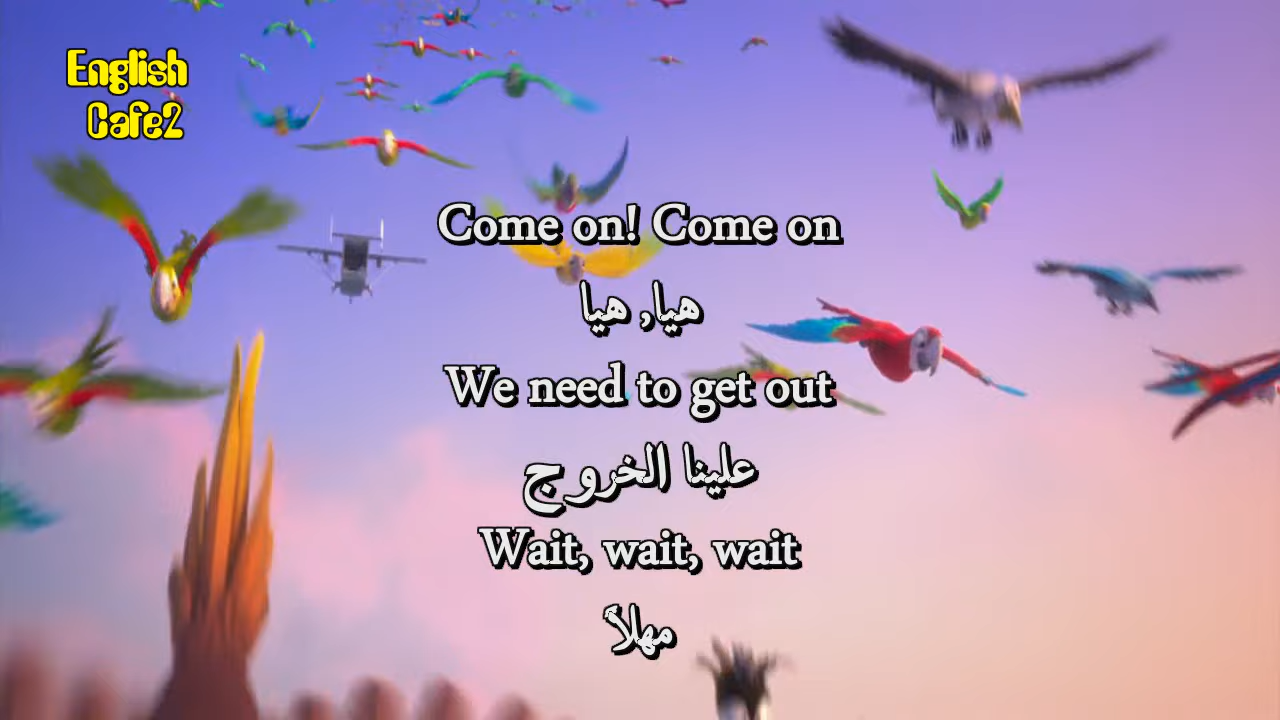 English
Cafe2
Come on! Come on
هيا, هيا
We need to get out
علينا الخروج
Wait, wait, wait
مهلاً